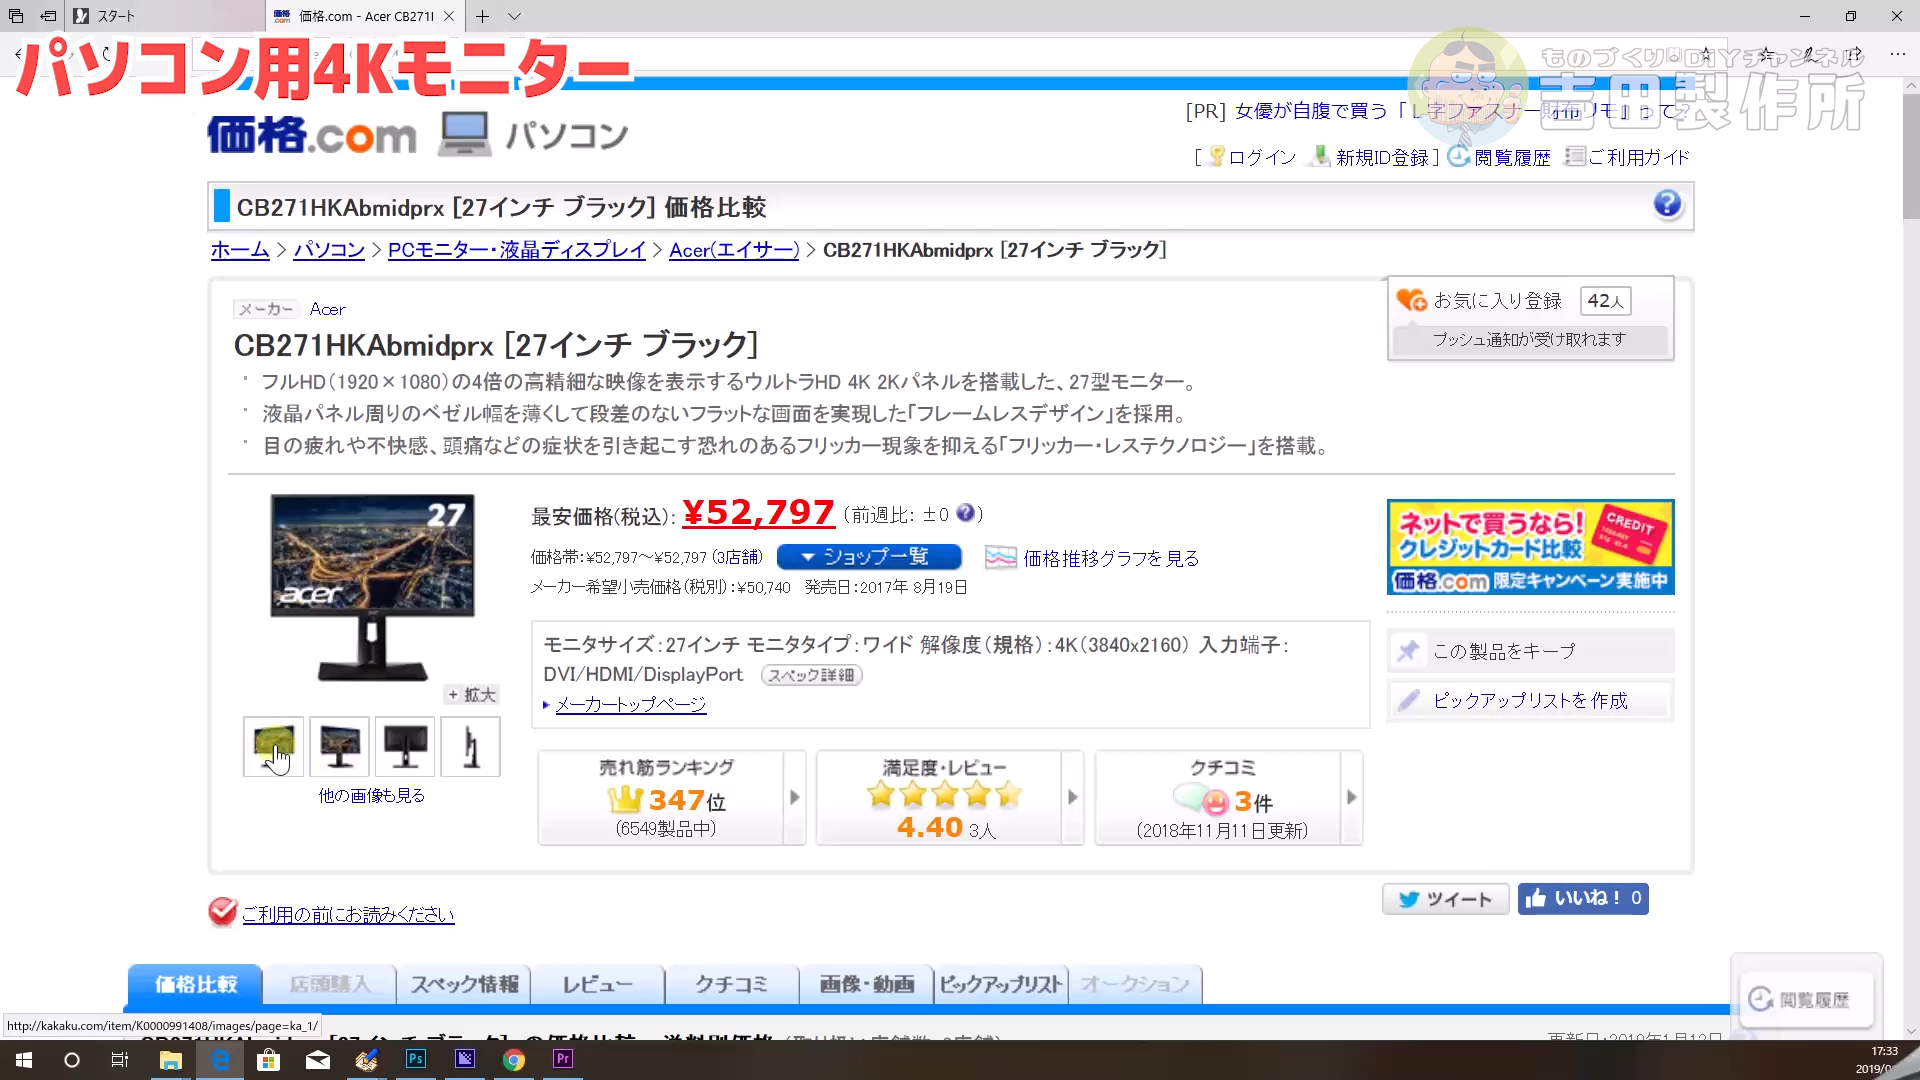 スタート
価格.com - Acer CB271H
パソコン用4Kモニター
ものづくりDIYチャンネル
吉田製作所
価格.com パソコン
[PR] 女優が自腹で買う「L字ファスナー財布リモ」って
[ ログイン 新規ID登録 ] 閲覧履歴 ご利用ガイド
CB271HKAbmidprx [27インチ ブラック] 価格比較
ホーム > パソコン > PCモニター・液晶ディスプレイ > Acer(エイサー) > CB271HKAbmidprx [27インチ ブラック]
お気に入り登録 42人
プッシュ通知が受け取れます
メーカー Acer
CB271HKAbmidprx [27インチ ブラック]
・ フルHD(1920×1080)の4倍の高精細な映像を表示するウルトラHD 4K 2Kパネルを搭載した、27型モニター。
・ 液晶パネル周りのベゼル幅を薄くして段差のないフラットな画面を実現した「フレームレスデザイン」を採用。
・ 目の疲れや不快感、頭痛などの症状を引き起こす恐れのあるフリッカー現象を抑える「フリッカー・レステクノロジー」を搭載。
27
acer
+ 拡大
他の画像も見る
最安価格(税込): ¥52,797 (前週比: ±0 )
価格帯:¥52,797～¥52,797 (3店舗) ショップ一覧 価格推移グラフを見る
メーカー希望小売価格(税別):¥50,740 発売日:2017年 8月19日
モニタサイズ:27インチ モニタタイプ:ワイド 解像度(規格):4K(3840x2160) 入力端子:
DVI/HDMI/DisplayPort スペック詳細
メーカートップページ
売れ筋ランキング
347位
(6549製品中)
満足度・レビュー
4.40 3人
クチコミ
3件
(2018年11月11日更新)
ネットで買うなら!
クレジットカード比較
CREDIT
価格.com 限定キャンペーン実施中
この製品をキープ
ピックアップリストを作成
ご利用の前にお読みください
ツイート いいね! 0
価格比較 店頭購入 スペック情報 レビュー クチコミ 画像・動画 ピックアップリスト オークション
閲覧履歴
http://kakaku.com/item/K0000991408/images/page=ka_1/
Ps
Pr
17:33